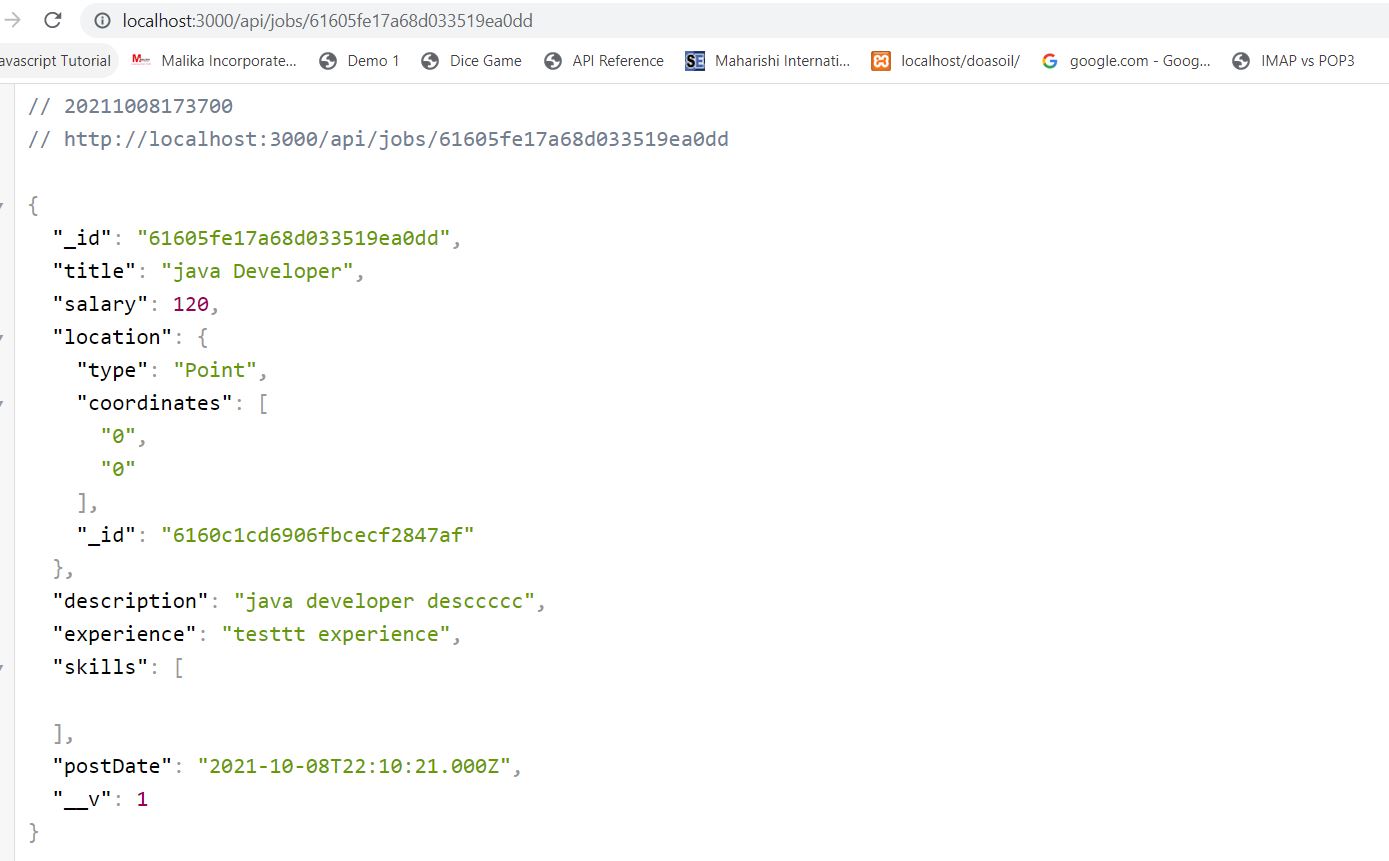 localhost:3000/api/jobs/61605fe17a68d033519ea0dd
avascript Tutorial Malika Incorporate... Demo 1 Dice Game API Reference SE Maharishi Internati... localhost/doasoil/ google.com - Goog... IMAP vs POP3
// 20211008173700
// http://localhost:3000/api/jobs/61605fe17a68d033519ea0dd
{
"_id": "61605fe17a68d033519ea0dd",
"title": "java Developer",
"salary": 120,
"location": {
"type": "Point",
"coordinates": [
"0",
"0"
],
"_id": "6160c1cd6906fbcecf2847af"
},
"description": "java developer desccccc",
"experience": "testtt experience",
"skills": [
],
"postDate": "2021-10-08T22:10:21.000Z",
"__v": 1
}